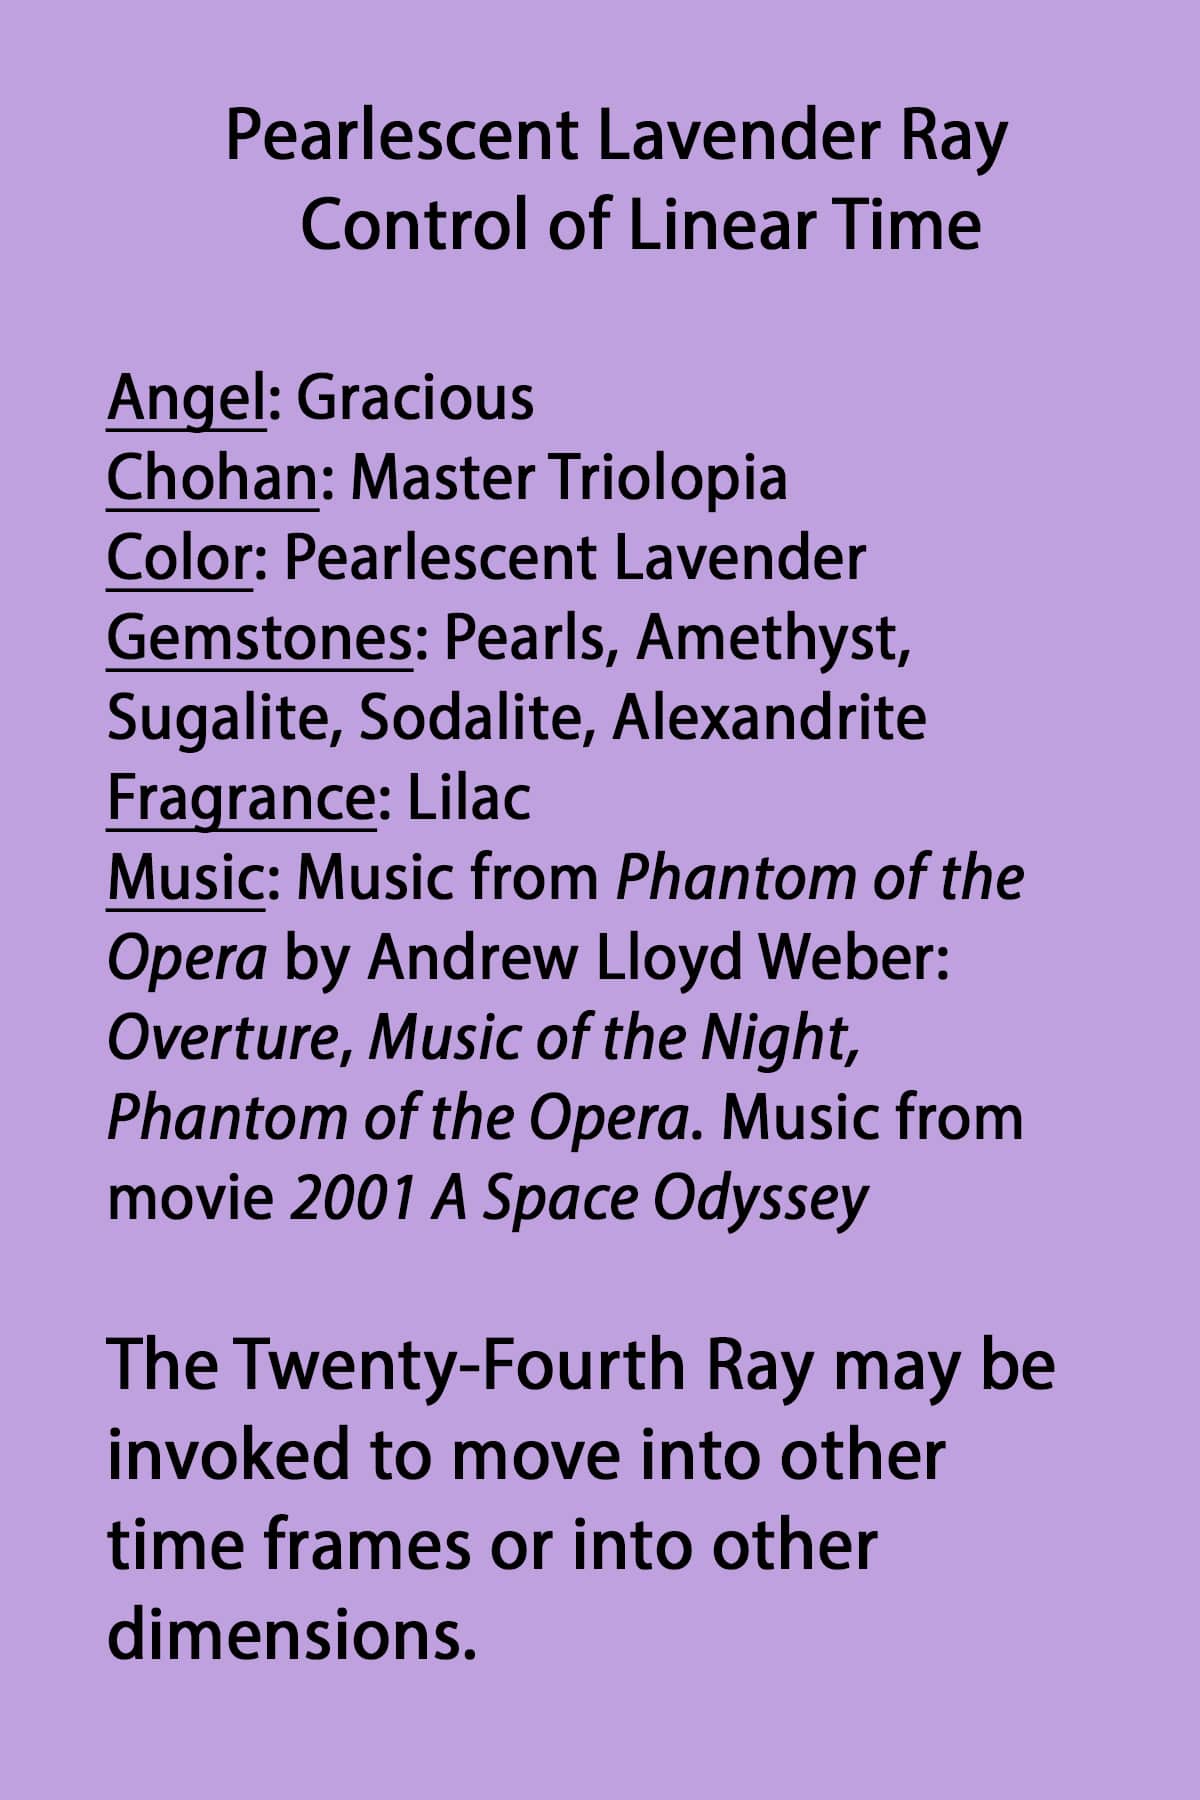 Pearlescent Lavender Ray
Control of Linear Time
Angel: Gracious
Chohan: Master Triolopia
Color: Pearlescent Lavender
Gemstones: Pearls, Amethyst,
Sugalite, Sodalite, Alexandrite
Fragrance: Lilac
Music: Music from Phantom of the
Opera by Andrew Lloyd Weber:
Overture, Music of the Night,
Phantom of the Opera. Music from
movie 2001 A Space Odyssey
The Twenty-Fourth Ray may be
invoked to move into other
time frames or into other
dimensions.